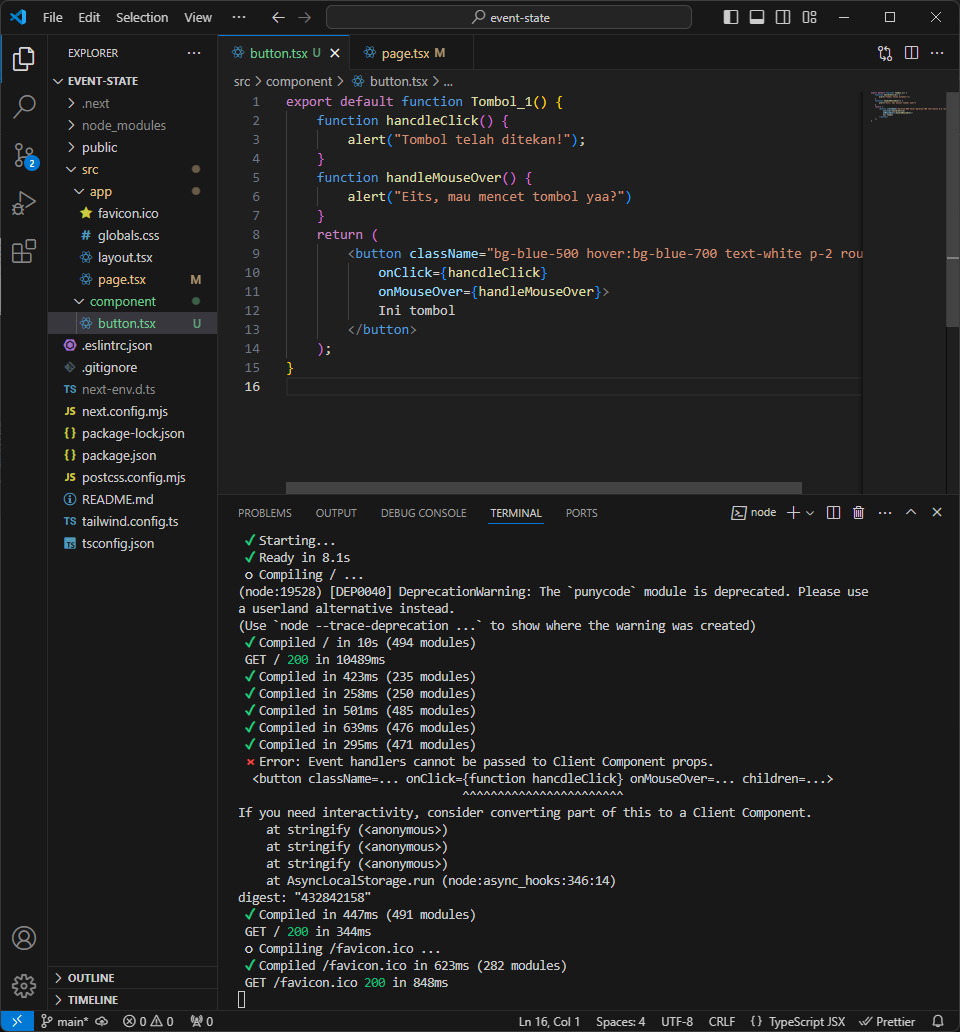 File Edit Selection View ··· event-state
EXPLORER ···
EVENT-STATE
.next
node_modules
public
src
app
favicon.ico
# globals.css
layout.tsx
page.tsx M
component
button.tsx U
.eslintrc.json
.gitignore
TS next-env.d.ts
JS next.config.mjs
{} package-lock.json
{} package.json
JS postcss.config.mjs
README.md
TS tailwind.config.ts
TS tsconfig.json
OUTLINE
TIMELINE
2
button.tsx U page.tsx M
src > component > button.tsx > ...
1 export default function Tombol_1() {
2 function hancdleClick() {
3 alert("Tombol telah ditekan!");
4 }
5 function handleMouseOver() {
6 alert("Eits, mau mencet tombol yaa?")
7 }
8 return (
9 <button className="bg-blue-500 hover:bg-blue-700 text-white p-2 rou
10 onClick={hancdleClick}
11 onMouseOver={handleMouseOver}>
12 Ini tombol
13 </button>
14 );
15 }
16
PROBLEMS OUTPUT DEBUG CONSOLE TERMINAL PORTS node
✓ Starting...
✓ Ready in 8.1s
○ Compiling / ...
(node:19528) [DEP0040] DeprecationWarning: The `punycode` module is deprecated. Please use
a userland alternative instead.
(Use `node --trace-deprecation ...` to show where the warning was created)
✓ Compiled / in 10s (494 modules)
GET / 200 in 10489ms
✓ Compiled in 423ms (235 modules)
✓ Compiled in 258ms (250 modules)
✓ Compiled in 501ms (485 modules)
✓ Compiled in 639ms (476 modules)
✓ Compiled in 295ms (471 modules)
⨯ Error: Event handlers cannot be passed to Client Component props.
<button className=... onClick={function hancdleClick} onMouseOver=... children=...>
^^^^^^^^^^^^^^^^^^^^^^^
If you need interactivity, consider converting part of this to a Client Component.
at stringify (<anonymous>)
at stringify (<anonymous>)
at stringify (<anonymous>)
at AsyncLocalStorage.run (node:async_hooks:346:14)
digest: "432842158"
✓ Compiled in 447ms (491 modules)
GET / 200 in 344ms
○ Compiling /favicon.ico ...
✓ Compiled /favicon.ico in 623ms (282 modules)
GET /favicon.ico 200 in 848ms
main* 0 0 0 Ln 16, Col 1 Spaces: 4 UTF-8 CRLF {} TypeScript JSX Prettier